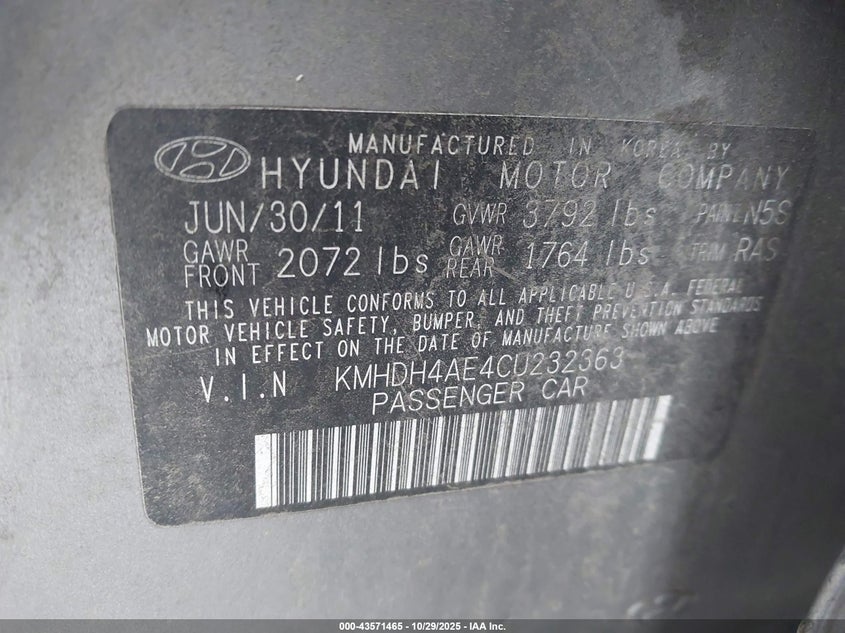 MANUFACTURED IN KOREA BY
HYUNDAI MOTOR COMPANY
JUN/30/11 GVWR 3792 lbs PAINT N5S
GAWR FRONT 2072 lbs GAWR REAR 1764 lbs TRIM RAS
THIS VEHICLE CONFORMS TO ALL APPLICABLE U.S.A. FEDERAL
MOTOR VEHICLE SAFETY, BUMPER, AND THEFT PREVENTION STANDARDS
IN EFFECT ON THE DATE OF MANUFACTURE SHOWN ABOVE
V.I.N KMHDH4AE4CU232363
PASSENGER CAR
000-43571465 | 10/29/2025 - IAA Inc.